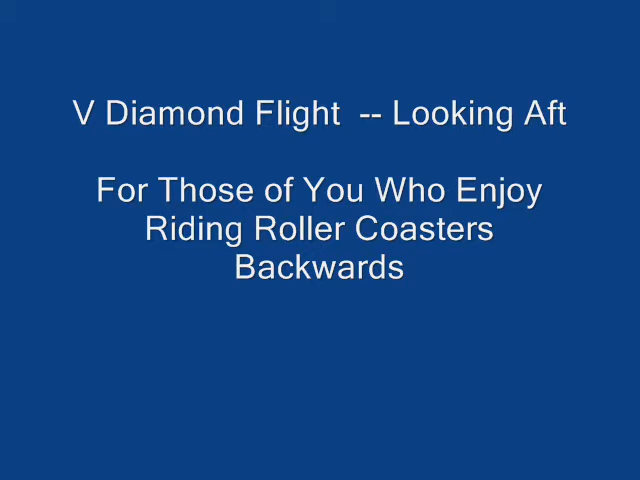 V Diamond Flight  -- Looking Aft
For Those of You Who Enjoy
Riding Roller Coasters
Backwards